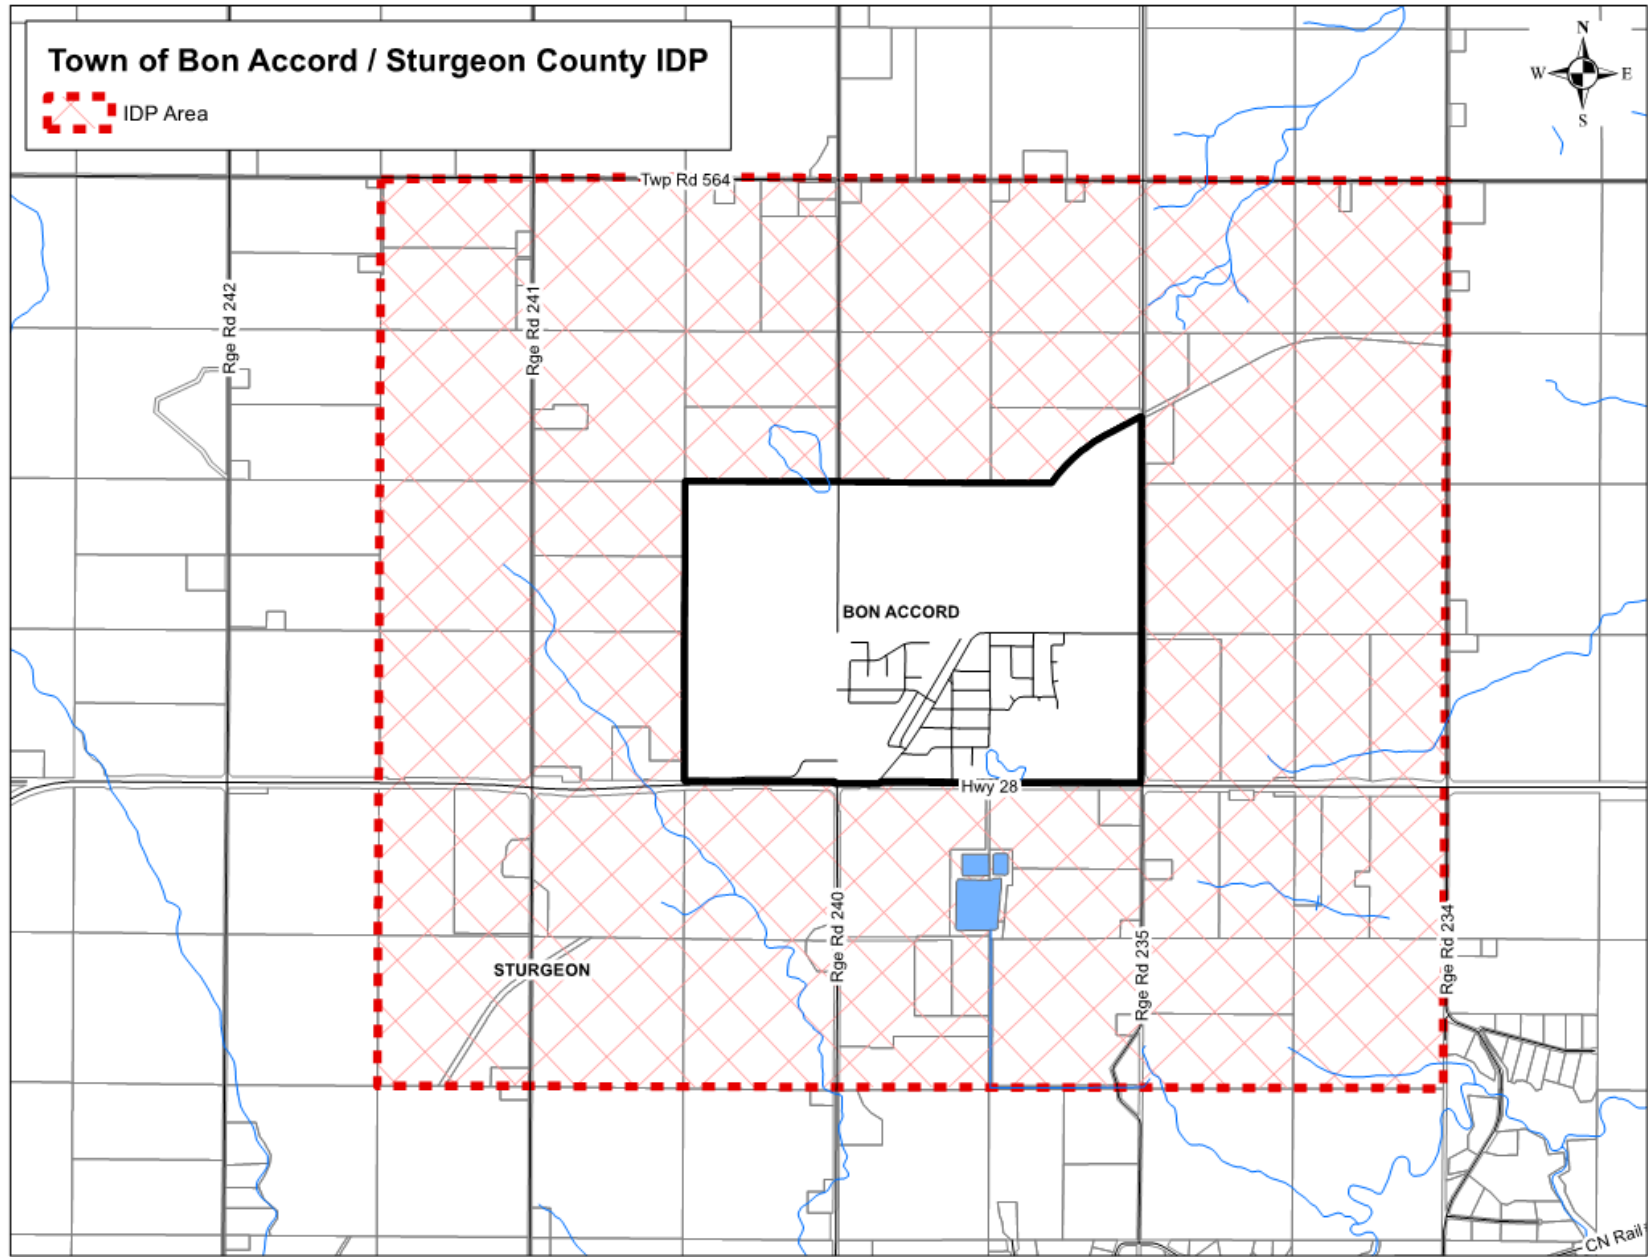 Town of Bon Accord / Sturgeon County IDP
IDP Area
N
W E
S
Twp Rd 564
Rge Rd 242
Rge Rd 241
BON ACCORD
Hwy 28
Rge Rd 240
Rge Rd 235
Rge Rd 234
STURGEON
CN Rail